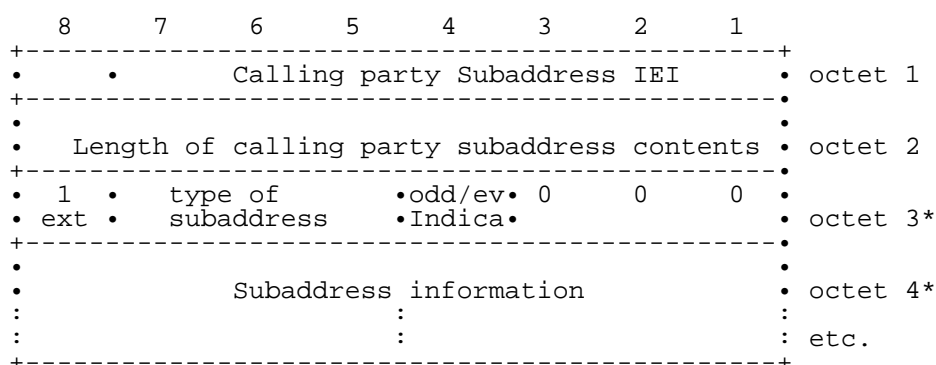 8 7 6 5 4 3 2 1
+-----------------------------------------------+
• • Calling party Subaddress IEI • octet 1
+-----------------------------------------------•
• •
• Length of calling party subaddress contents • octet 2
+-----------------------------------------------•
• 1 • type of •odd/ev• 0 0 0 •
• ext • subaddress •Indica• • octet 3*
+-----------------------------------------------•
• •
• Subaddress information • octet 4*
: : :
: : : etc.
+-----------------------------------------------+